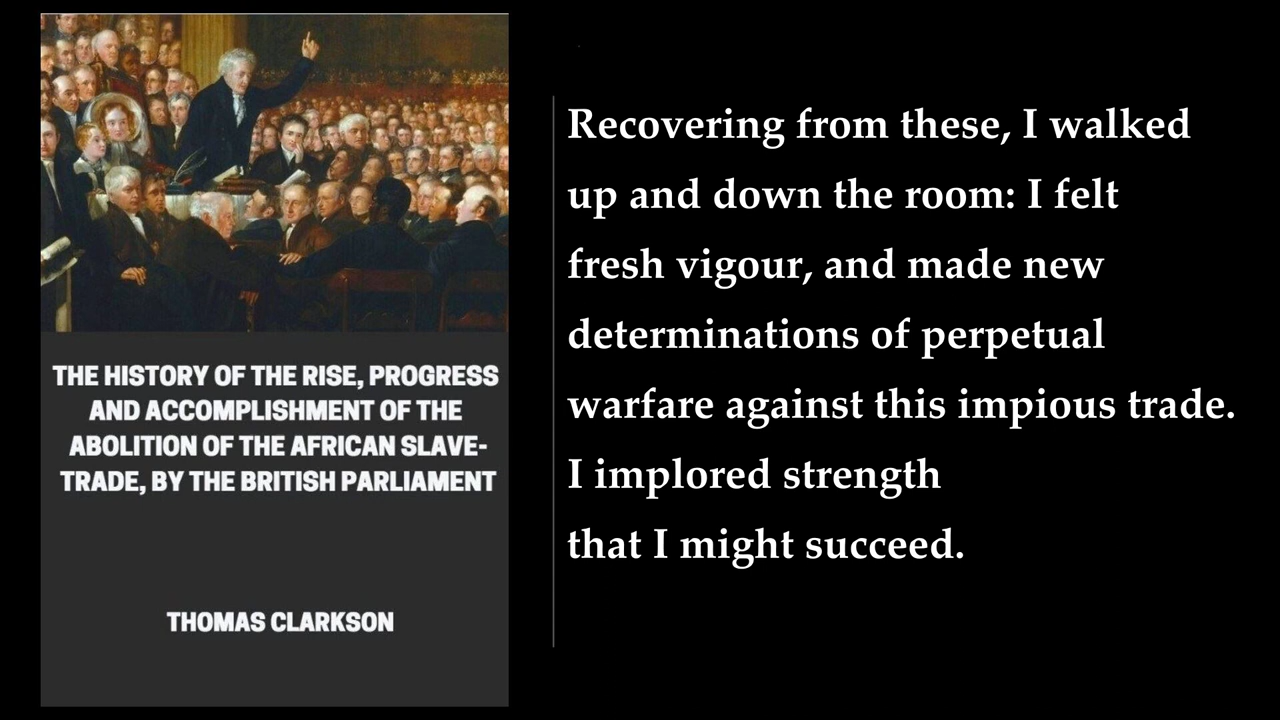 THE HISTORY OF THE RISE, PROGRESS
AND ACCOMPLISHMENT OF THE
ABOLITION OF THE AFRICAN SLAVE-
TRADE, BY THE BRITISH PARLIAMENT
THOMAS CLARKSON
Recovering from these, I walked
up and down the room: I felt
fresh vigour, and made new
determinations of perpetual
warfare against this impious trade.
I implored strength
that I might succeed.